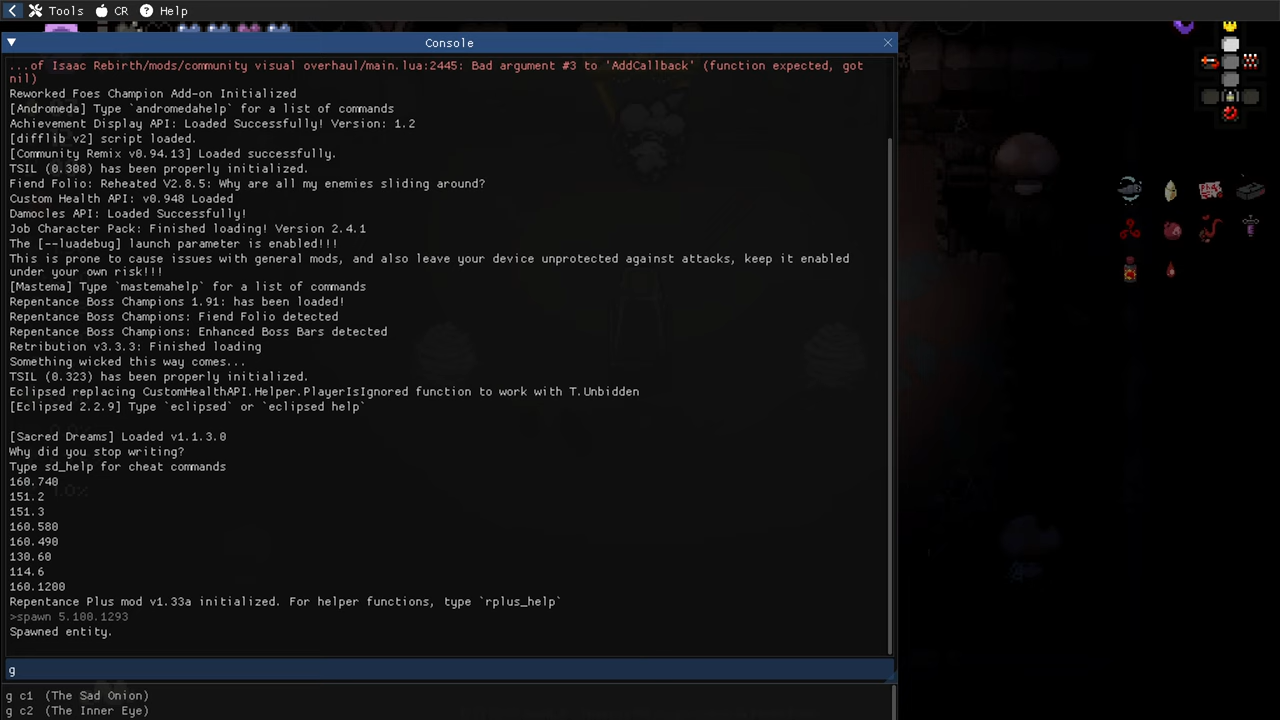 Tools CR Help
Console
...of Isaac Rebirth/mods/community visual overhaul/main.lua:2445: Bad argument #3 to 'AddCallback' (function expected, got
nil)
Reworked Foes Champion Add-on Initialized
[Andromeda] Type `andromedahelp` for a list of commands
Achievement Display API: Loaded Successfully! Version: 1.2
[difflib v2] script loaded.
[Community Remix v0.94.13] Loaded successfully.
TSIL (0.308) has been properly initialized.
Fiend Folio: Reheated V2.8.5: Why are all my enemies sliding around?
Custom Health API: v0.948 Loaded
Damocles API: Loaded Successfully!
Job Character Pack: Finished loading! Version 2.4.1
The [--luadebug] launch parameter is enabled!!!
This is prone to cause issues with general mods, and also leave your device unprotected against attacks, keep it enabled
under your own risk!!!
[Mastema] Type `mastemahelp` for a list of commands
Repentance Boss Champions 1.91: has been loaded!
Repentance Boss Champions: Fiend Folio detected
Repentance Boss Champions: Enhanced Boss Bars detected
Retribution v3.3.3: Finished loading
Something wicked this way comes...
TSIL (0.323) has been properly initialized.
Eclipsed replacing CustomHealthAPI.Helper.PlayerIsIgnored function to work with T.Unbidden
[Eclipsed 2.2.9] Type `eclipsed` or `eclipsed help`
[Sacred Dreams] Loaded v1.1.3.0
Why did you stop writing?
Type sd_help for cheat commands
160.740
151.2
151.3
160.580
160.490
130.60
114.6
160.1200
Repentance Plus mod v1.33a initialized. For helper functions, type `rplus_help`
>spawn 5.100.1293
Spawned entity.
g
g c1 (The Sad Onion)
g c2 (The Inner Eye)